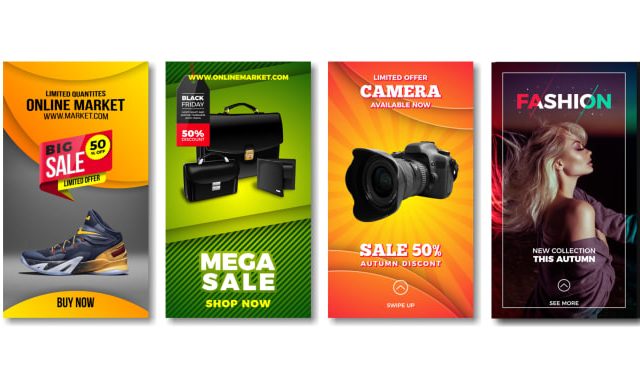 LIMITED QUANTITES
ONLINE MARKET
WWW.MARKET.COM
BIG
SALE
50
% OFF
LIMITED OFFER
BUY NOW
WWW.ONLINEMARKET.COM
BLACK
FRIDAY
50%
DISCOUNT
MEGA
SALE
SHOP NOW
LIMITED OFFER
CAMERA
AVAILABLE NOW
SALE 50%
AUTUMN DISCONT
SWIPE UP
FASHION
NEW COLLECTION
THIS AUTUMN
SEE MORE